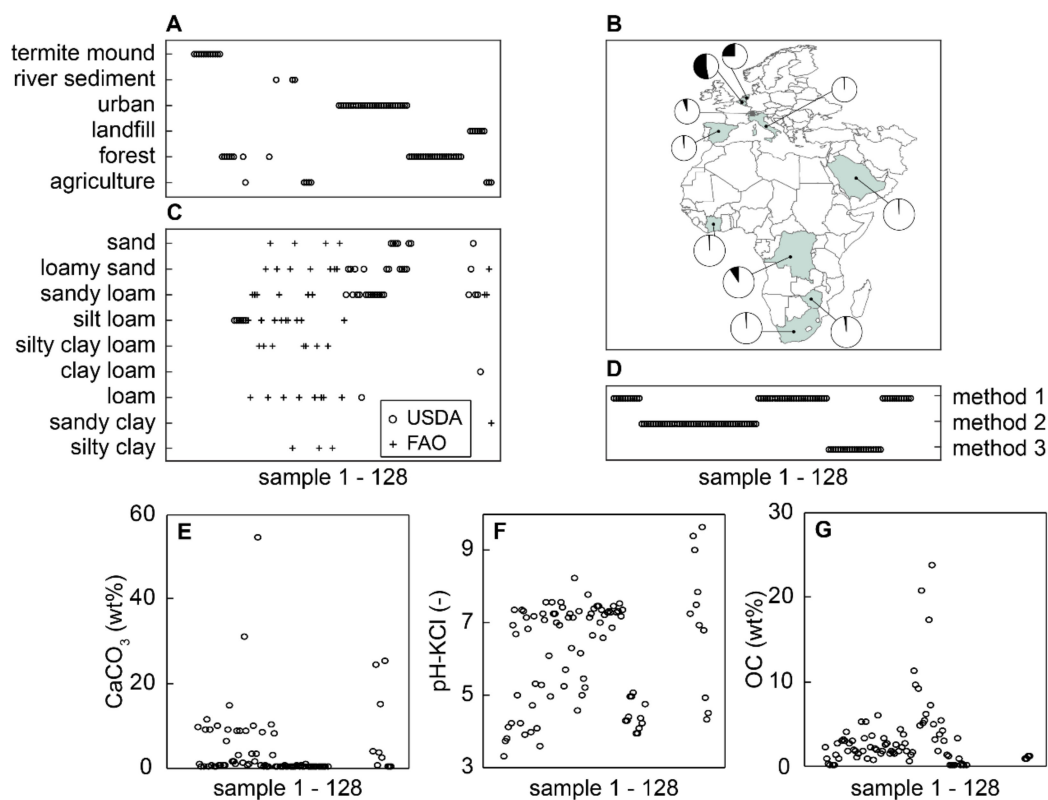 A
termite mound
river sediment
urban
landfill
forest
agriculture
B
C
sand
loamy sand
sandy loam
silt loam
silty clay loam
clay loam
loam
sandy clay
silty clay
USDA
FAO
sample 1 - 128
D
method 1
method 2
method 3
sample 1 - 128
E
CaCO3 (wt%)
60
40
20
0
sample 1 - 128
F
pH-KCl (-)
9
7
5
3
sample 1 - 128
G
OC (wt%)
30
20
10
0
sample 1 - 128